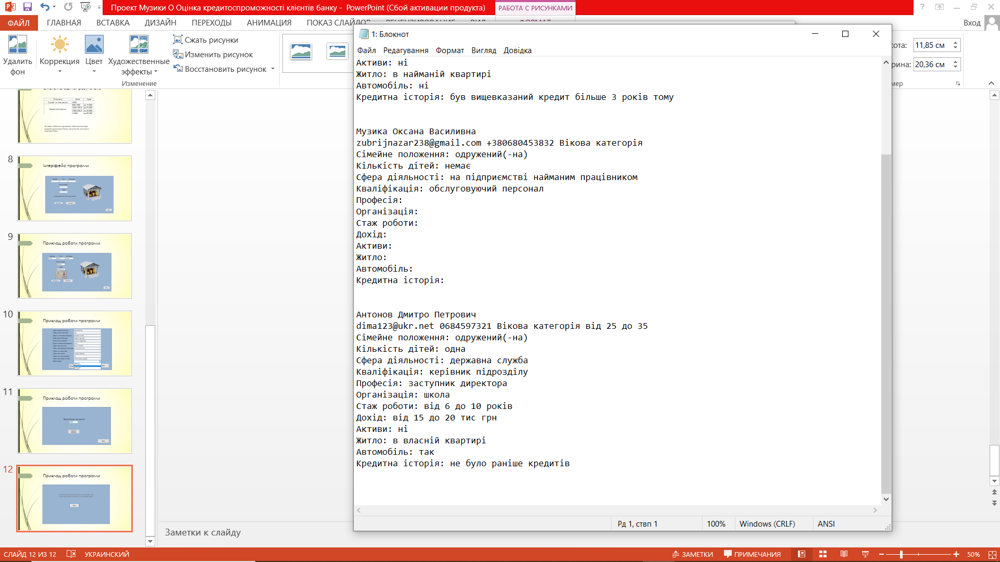 Проект Музики О Оцінка кредитоспроможності клієнтів банку - PowerPoint (Сбой активации продукта)
РАБОТА С РИСУНКАМИ
ФАЙЛ ГЛАВНАЯ ВСТАВКА ДИЗАЙН ПЕРЕХОДЫ АНИМАЦИЯ ПОКАЗ СЛАЙДОВ РЕЦЕНЗИРОВАНИЕ ВИД ФОРМАТ
Вход
Удалить фон
Коррекция
Цвет
Художественные эффекты
Сжать рисунки
Изменить рисунок
Восстановить рисунок
Изменение
сота: 11,85 см
рина: 20,36 см
мер
1: Блокнот
Файл Редагування Формат Вигляд Довідка
Активи: ні
Житло: в найманій квартирі
Автомобіль: ні
Кредитна історія: був вищевказаний кредит більше 3 років тому
Музика Оксана Василивна
zubrijnazar238@gmail.com +380680453832 Вікова категорія
Сімейне положення: одружений(-на)
Кількість дітей: немає
Сфера діяльності: на підприємстві найманим працівником
Кваліфікація: обслуговуючий персонал
Професія:
Організація:
Стаж роботи:
Дохід:
Активи:
Житло:
Автомобіль:
Кредитна історія:
Антонов Дмитро Петрович
dima123@ukr.net 0684597321 Вікова категорія від 25 до 35
Сімейне положення: одружений(-на)
Кількість дітей: одна
Сфера діяльності: державна служба
Кваліфікація: керівник підрозділу
Професія: заступник директора
Організація: школа
Стаж роботи: від 6 до 10 років
Дохід: від 15 до 20 тис грн
Активи: ні
Житло: в власній квартирі
Автомобіль: так
Кредитна історія: не було раніше кредитів
Рд 1, ствп 1 100% Windows (CRLF) ANSI
8
Інтерфейс програми
9
Приклад роботи програми
10
Приклад роботи програми
11
Приклад роботи програми
12
Приклад роботи програми
Заметки к слайду
СЛАЙД 12 ИЗ 12 УКРАИНСКИЙ ЗАМЕТКИ ПРИМЕЧАНИЯ 50%